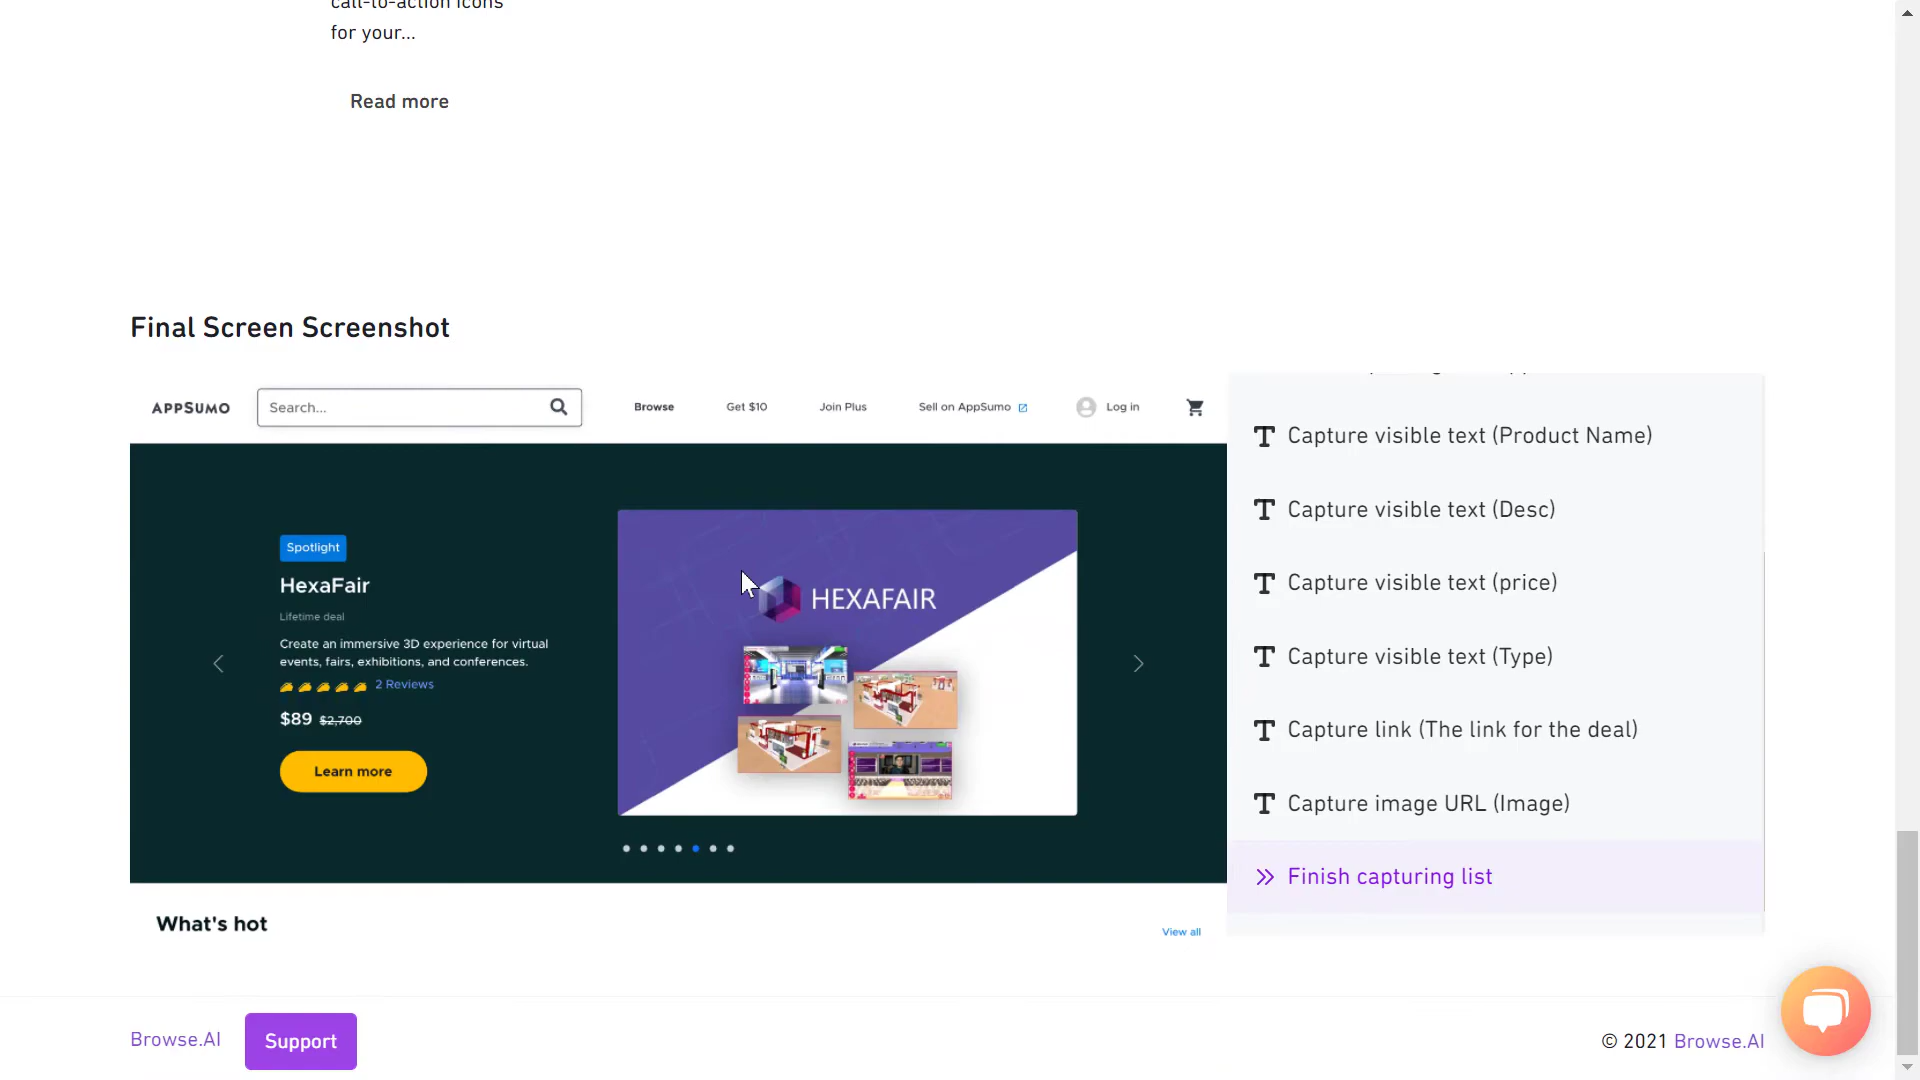 call-to-action icons
for your...
Read more
Final Screen Screenshot
APPSUMO
Search...
Browse
Get $10
Join Plus
Sell on AppSumo
Log in
Spotlight
HexaFair
Lifetime deal
Create an immersive 3D experience for virtual
events, fairs, exhibitions, and conferences.
2 Reviews
$89 $2,700
Learn more
HEXAFAIR
What's hot
View all
Capture visible text (Product Name)
Capture visible text (Desc)
Capture visible text (price)
Capture visible text (Type)
Capture link (The link for the deal)
Capture image URL (Image)
Finish capturing list
Browse.AI
Support
© 2021 Browse.AI